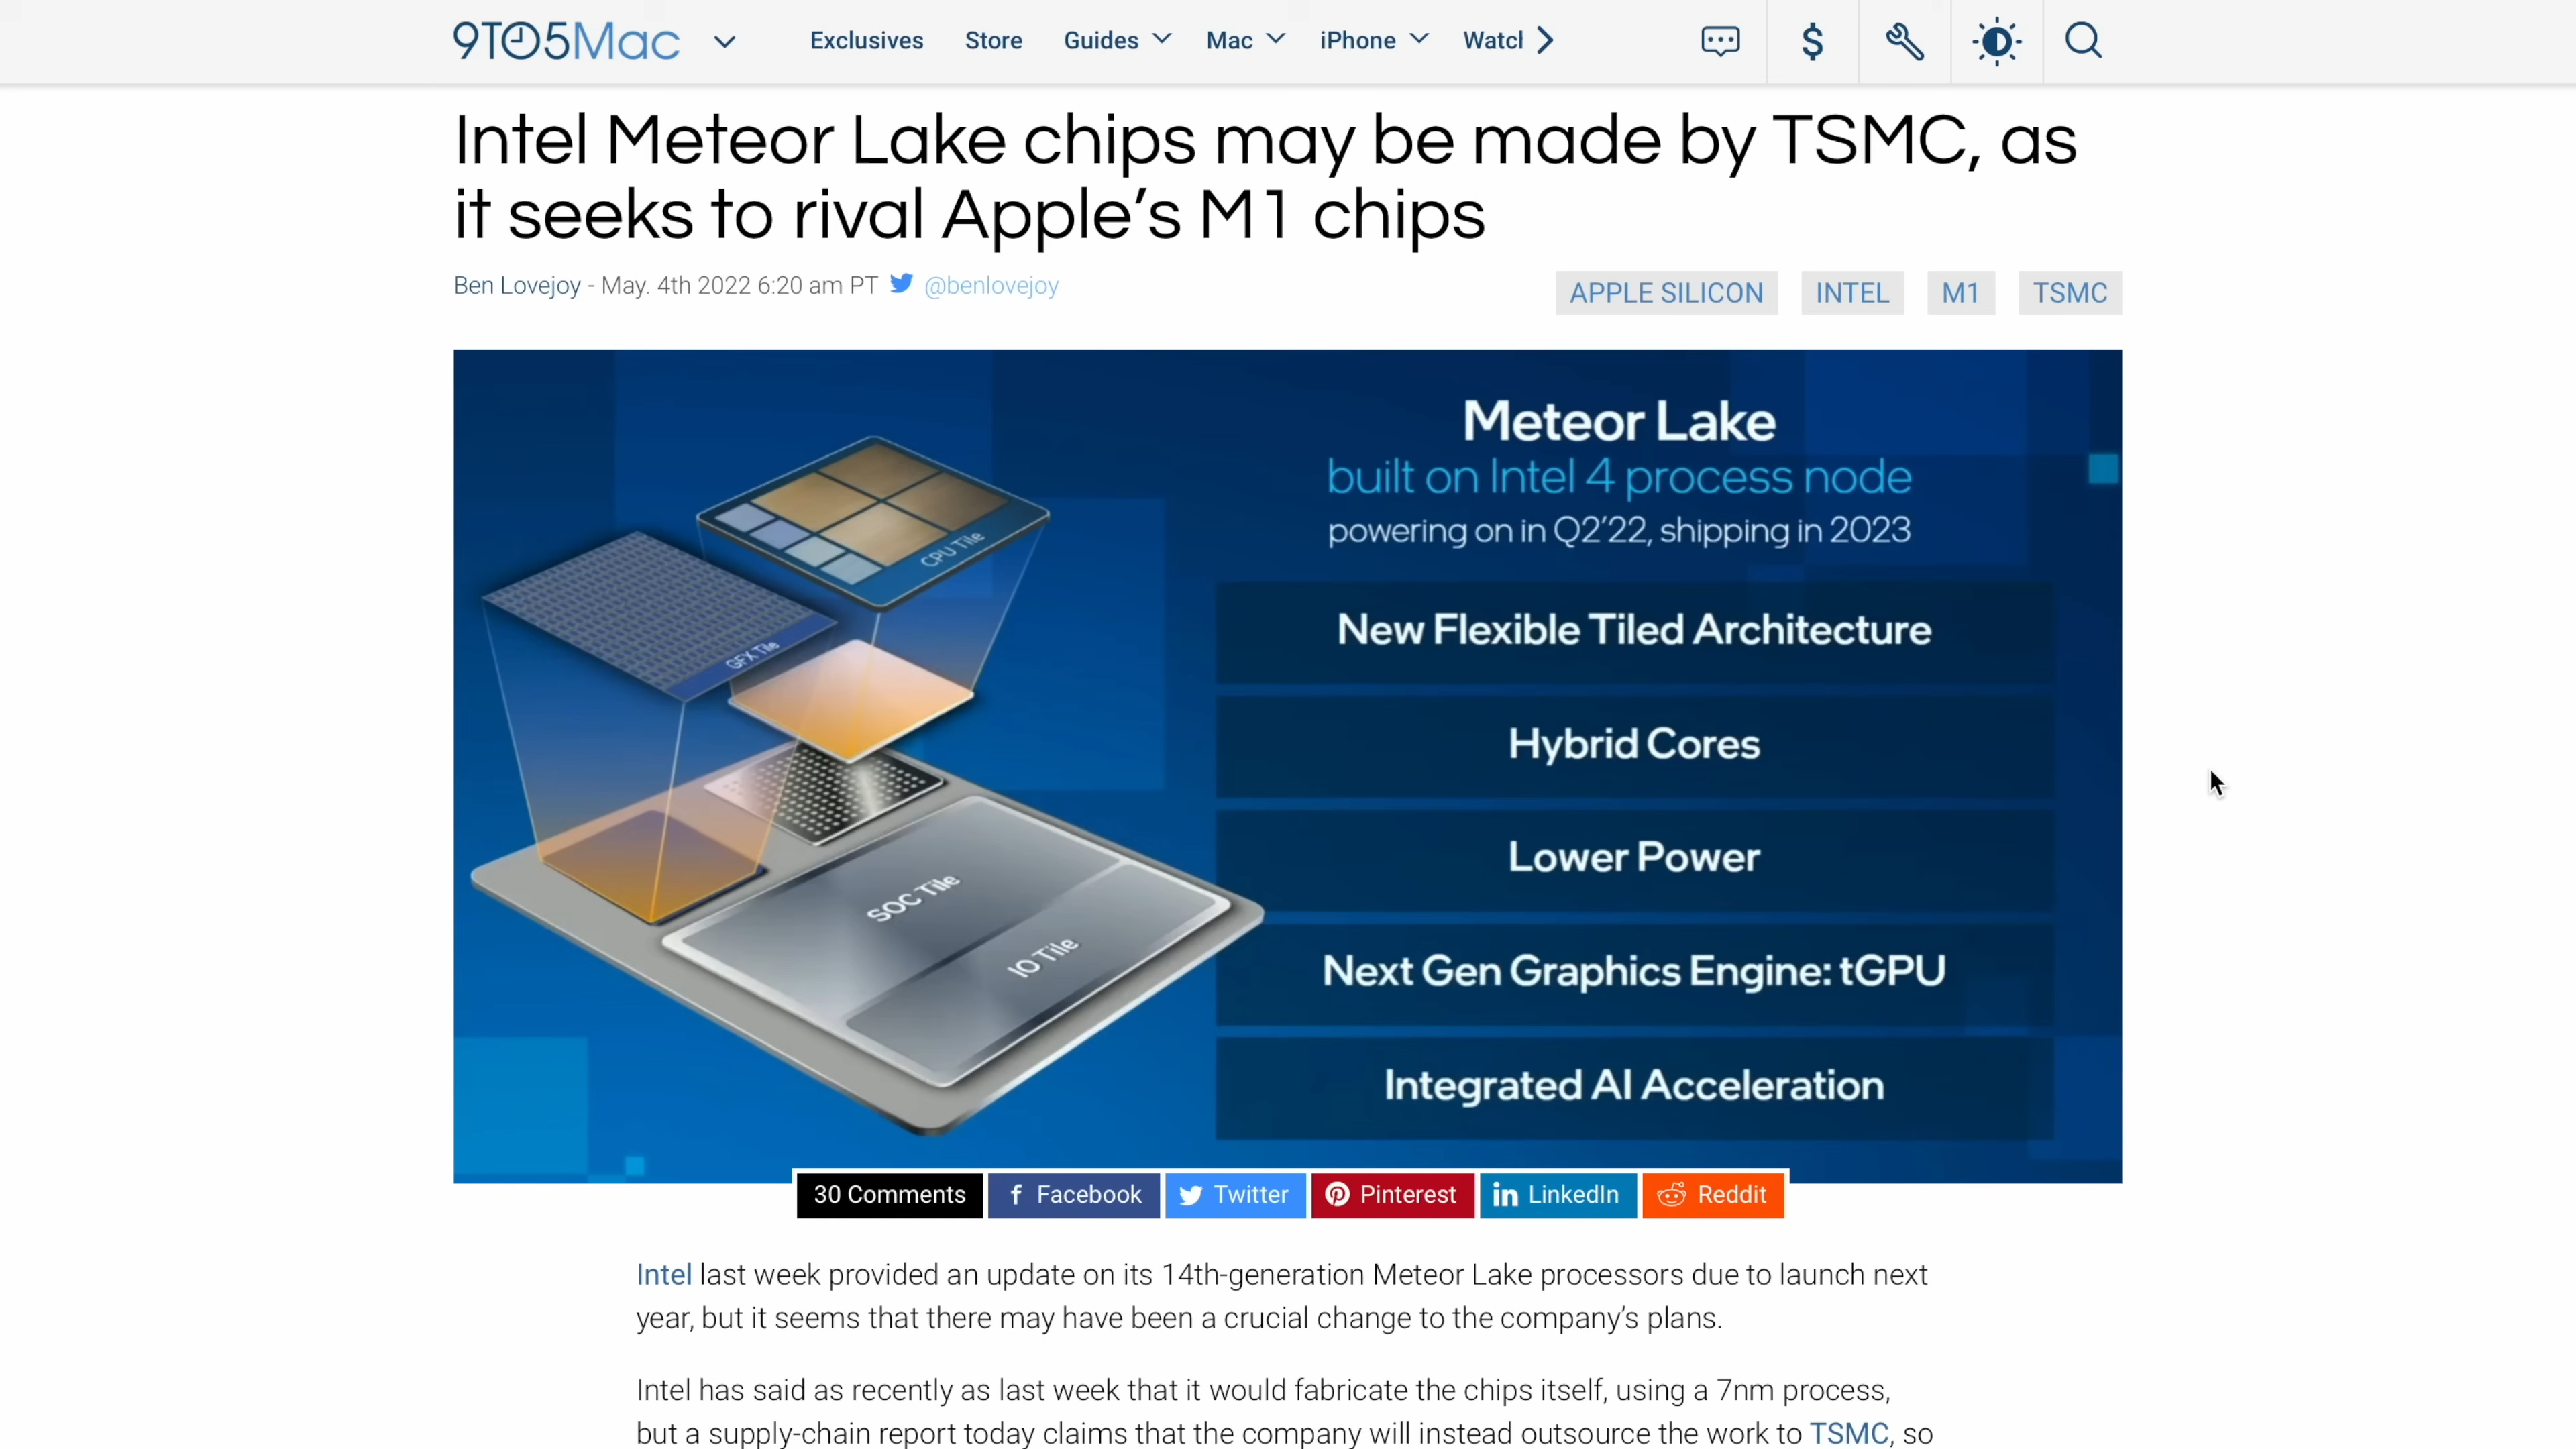 9TO5Mac
Exclusives Store Guides Mac iPhone Watcl
Intel Meteor Lake chips may be made by TSMC, as
it seeks to rival Apple's M1 chips
Ben Lovejoy - May. 4th 2022 6:20 am PT @benlovejoy
APPLE SILICON INTEL M1 TSMC
Meteor Lake
built on Intel 4 process node
powering on in Q2'22, shipping in 2023
New Flexible Tiled Architecture
Hybrid Cores
Lower Power
Next Gen Graphics Engine: tGPU
Integrated AI Acceleration
CPU Tile
GFX Tile
SOC Tile
IO Tile
30 Comments Facebook Twitter Pinterest LinkedIn Reddit
Intel last week provided an update on its 14th-generation Meteor Lake processors due to launch next
year, but it seems that there may have been a crucial change to the company's plans.
Intel has said as recently as last week that it would fabricate the chips itself, using a 7nm process,
but a supply-chain report today claims that the company will instead outsource the work to TSMC, so